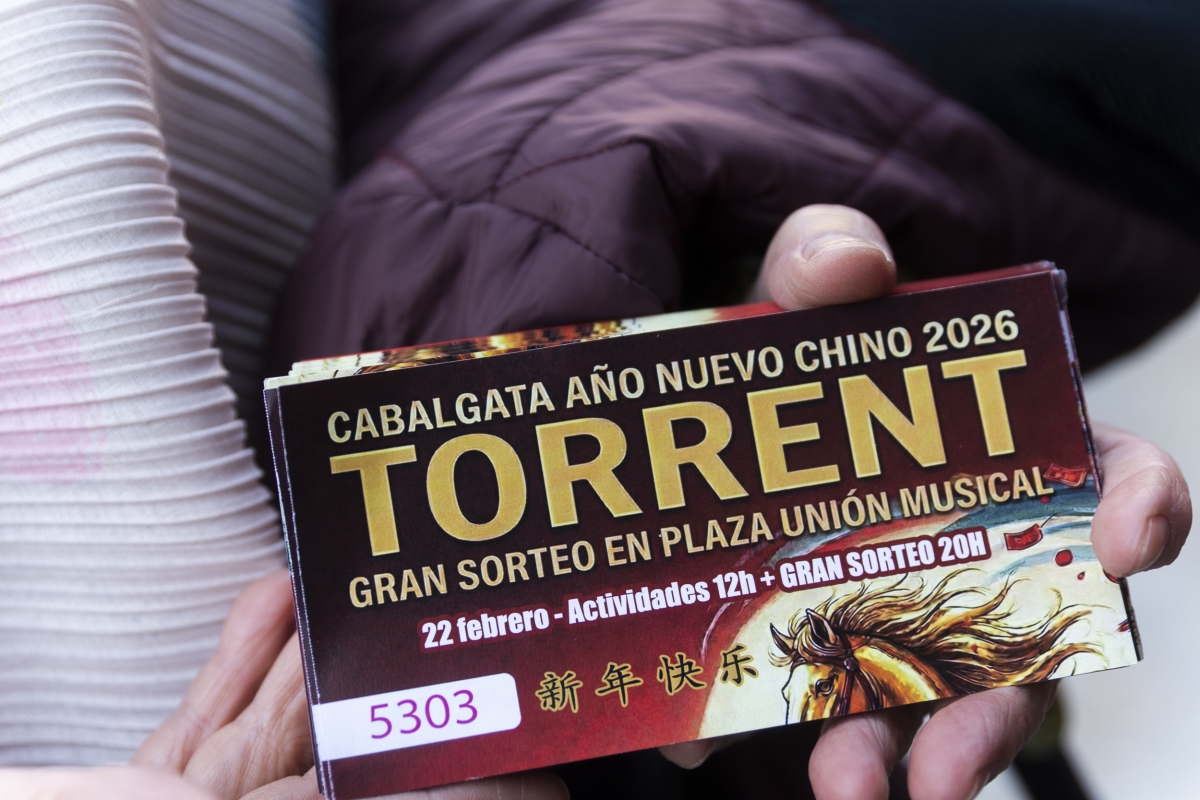 CABALGATA AÑO NUEVO CHINO 2026
TORRENT
GRAN SORTEO EN PLAZA UNIÓN MUSICAL
22 febrero - Actividades 12h + GRAN SORTEO 20H
新年快乐
5303